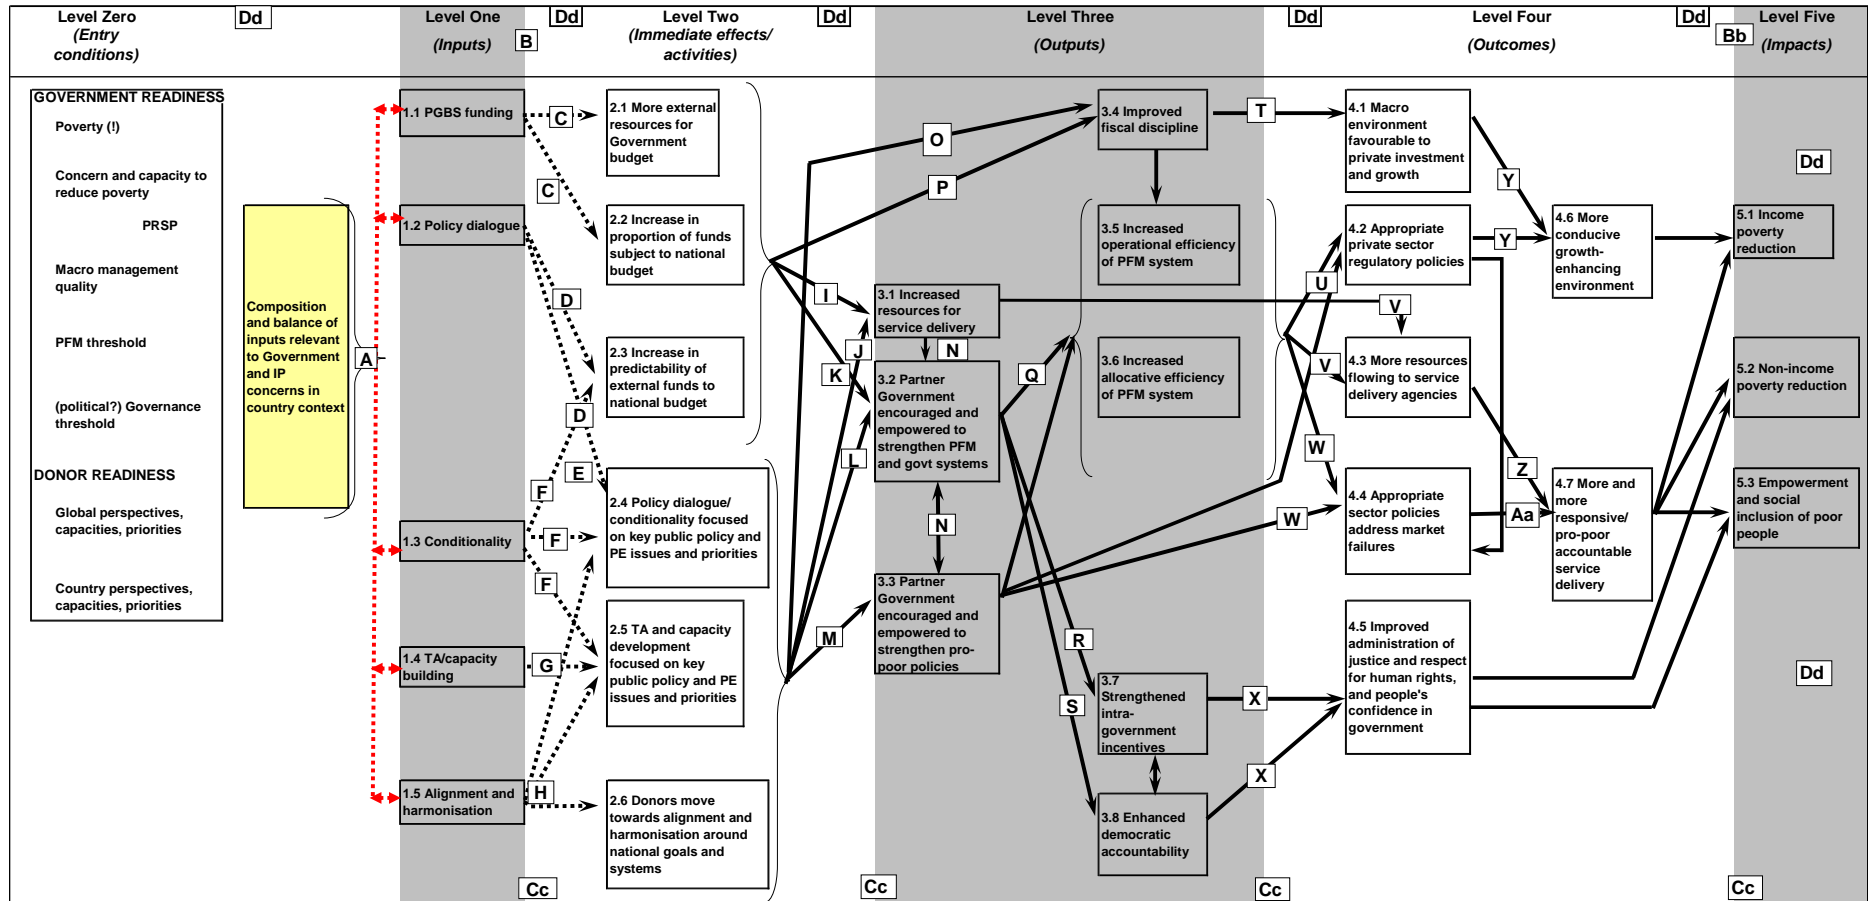 Level Zero
(Entry
conditions)
Dd
Level One
(Inputs)
B
Dd
Level Two
(Immediate effects/
activities)
Dd
Level Three
(Outputs)
Dd
Level Four
(Outcomes)
Dd
Bb
Level Five
(Impacts)
GOVERNMENT READINESS
Poverty (!)
Concern and capacity to
reduce poverty
PRSP
Macro management
quality
PFM threshold
(political?) Governance
threshold
DONOR READINESS
Global perspectives,
capacities, priorities
Country perspectives,
capacities, priorities
Composition
and balance of
inputs relevant
to Government
and IP
concerns in
country context
A
1.1 PGBS funding
1.2 Policy dialogue
1.3 Conditionality
1.4 TA/capacity
building
1.5 Alignment and
harmonisation
C
C
D
D
E
F
F
F
G
H
Cc
2.1 More external
resources for
Government
budget
2.2 Increase in
proportion of funds
subject to national
budget
2.3 Increase in
predictability of
external funds to
national budget
2.4 Policy dialogue/
conditionality focused
on key public policy and
PE issues and priorities
2.5 TA and capacity
development
focused on key
public policy and PE
issues and priorities
2.6 Donors move
towards alignment and
harmonisation around
national goals and
systems
O
P
I
J
K
L
M
Cc
3.1 Increased
resources for
service delivery
N
3.2 Partner
Government
encouraged and
empowered to
strengthen PFM
and govt systems
N
3.3 Partner
Government
encouraged and
empowered to
strengthen pro-
poor policies
Q
R
S
3.4 Improved
fiscal discipline
3.5 Increased
operational efficiency
of PFM system
3.6 Increased
allocative efficiency
of PFM system
3.7
Strengthened
intra-
government
incentives
3.8 Enhanced
democratic
accountability
T
U
V
V
W
W
X
X
Cc
4.1 Macro
environment
favourable to
private investment
and growth
4.2 Appropriate
private sector
regulatory policies
4.3 More resources
flowing to service
delivery agencies
4.4 Appropriate
sector policies
address market
failures
4.5 Improved
administration of
justice and respect
for human rights,
and people's
confidence in
government
Y
Y
Z
Aa
4.6 More
conducive
growth-
enhancing
environment
4.7 More and
more
responsive/
pro-poor
accountable
service
delivery
Dd
5.1 Income
poverty
reduction
5.2 Non-income
poverty reduction
5.3 Empowerment
and social
inclusion of poor
people
Dd
Cc